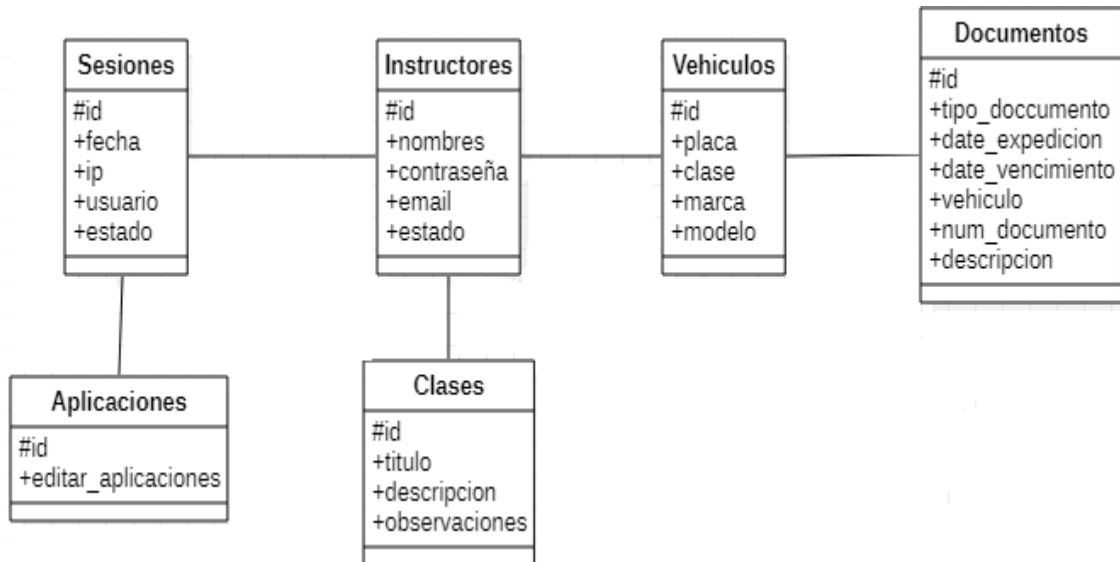 Sesiones
#id
+fecha
+ip
+usuario
+estado
Instructores
#id
+nombres
+contraseña
+email
+estado
Vehiculos
#id
+placa
+clase
+marca
+modelo
Documentos
#id
+tipo_doccumento
+date_expedicion
+date_vencimiento
+vehiculo
+num_documento
+descripcion
Aplicaciones
#id
+editar_aplicaciones
Clases
#id
+titulo
+descripcion
+observaciones